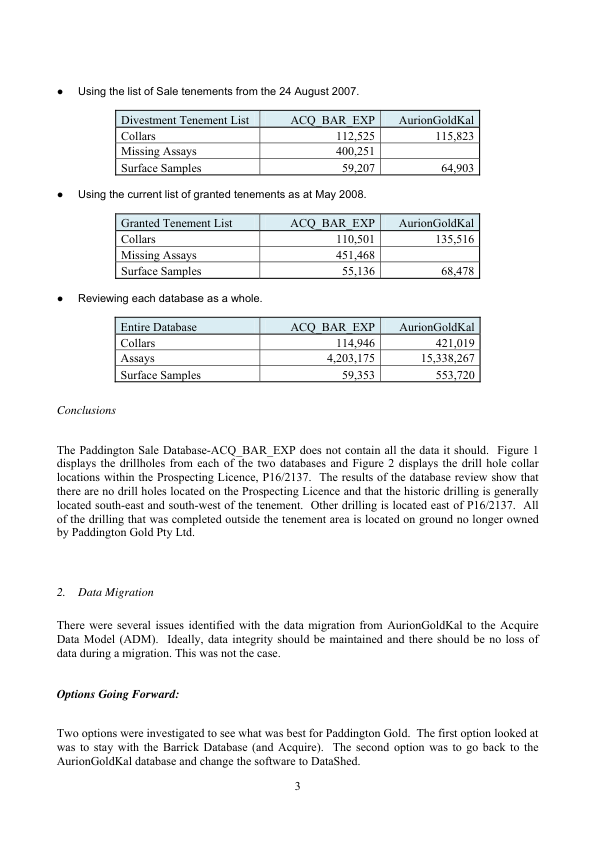 ● Using the list of Sale tenements from the 24 August 2007.
Divestment Tenement List ACQ_BAR_EXP AurionGoldKal
Collars 112,525 115,823
Missing Assays 400,251
Surface Samples 59,207 64,903
● Using the current list of granted tenements as at May 2008.
Granted Tenement List ACQ_BAR_EXP AurionGoldKal
Collars 110,501 135,516
Missing Assays 451,468
Surface Samples 55,136 68,478
● Reviewing each database as a whole.
Entire Database ACQ_BAR_EXP AurionGoldKal
Collars 114,946 421,019
Assays 4,203,175 15,338,267
Surface Samples 59,353 553,720
Conclusions
The Paddington Sale Database-ACQ_BAR_EXP does not contain all the data it should. Figure 1
displays the drillholes from each of the two databases and Figure 2 displays the drill hole collar
locations within the Prospecting Licence, P16/2137. The results of the database review show that
there are no drill holes located on the Prospecting Licence and that the historic drilling is generally
located south-east and south-west of the tenement. Other drilling is located east of P16/2137. All
of the drilling that was completed outside the tenement area is located on ground no longer owned
by Paddington Gold Pty Ltd.
2. Data Migration
There were several issues identified with the data migration from AurionGoldKal to the Acquire
Data Model (ADM). Ideally, data integrity should be maintained and there should be no loss of
data during a migration. This was not the case.
Options Going Forward:
Two options were investigated to see what was best for Paddington Gold. The first option looked at
was to stay with the Barrick Database (and Acquire). The second option was to go back to the
AurionGoldKal database and change the software to DataShed.
3